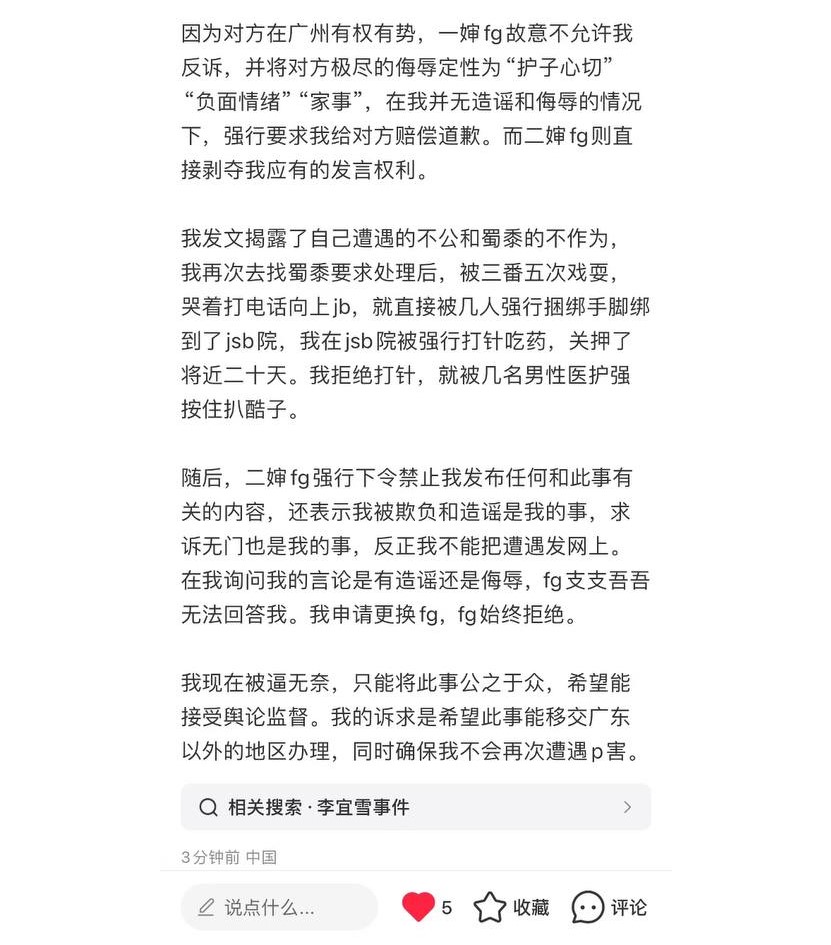 因为对方在广州有权有势，一婶fg故意不允许我
反诉，并将对方极尽的侮辱定性为“护子心切”
“负面情绪”“家事”，在我并无造谣和侮辱的情况
下，强行要求我给对方赔偿道歉。而二婶fg则直
接剥夺我应有的发言权利。
我发文揭露了自己遭遇的不公和蜀黍的不作为，
我再次去找蜀黍要求处理后，被三番五次戏耍，
哭着打电话向上jb，就直接被几人强行捆绑手脚绑
到了jsb院，我在jsb院被强行打针吃药，关押了
将近二十天。我拒绝打针，就被几名男性医护强
按住扒酷子。
随后，二婶fg强行下令禁止我发布任何和此事有
关的内容，还表示我被欺负和造谣是我的事，求
诉无门也是我的事，反正我不能把遭遇发网上。
在我询问我的言论是有造谣还是侮辱，fg支支吾吾
无法回答我。我申请更换fg，fg始终拒绝。
我现在被逼无奈，只能将此事公之于众，希望能
接受舆论监督。我的诉求是希望此事能移交广东
以外的地区办理，同时确保我不会再次遭遇p害。
相关搜索·李宜雪事件
3分钟前 中国
说点什么... 5 收藏 评论